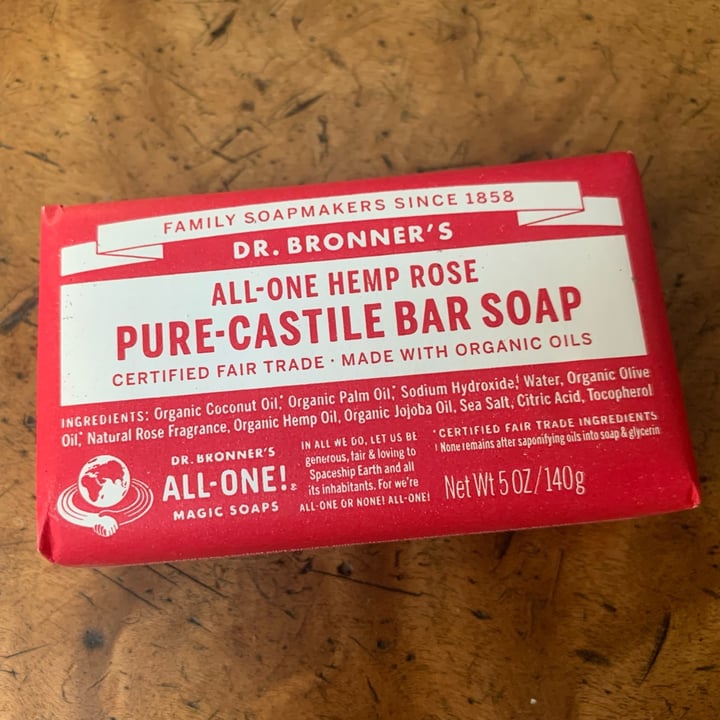 FAMILY SOAPMAKERS SINCE 1858
DR. BRONNER'S
ALL-ONE HEMP ROSE
PURE-CASTILE BAR SOAP
CERTIFIED FAIR TRADE · MADE WITH ORGANIC OILS
INGREDIENTS: Organic Coconut Oil,* Organic Palm Oil,* Sodium Hydroxide,! Water, Organic Olive
Oil,* Natural Rose Fragrance, Organic Hemp Oil, Organic Jojoba Oil, Sea Salt, Citric Acid, Tocopherol
DR. BRONNER'S
ALL-ONE!
MAGIC SOAPS
IN ALL WE DO, LET US BE
generous, fair & loving to
Spaceship Earth and all
its inhabitants. For we're
ALL-ONE OR NONE! ALL-ONE!
*CERTIFIED FAIR TRADE INGREDIENTS
! None remains after saponifying oils into soap & glycerin
Net Wt 5 OZ/140g